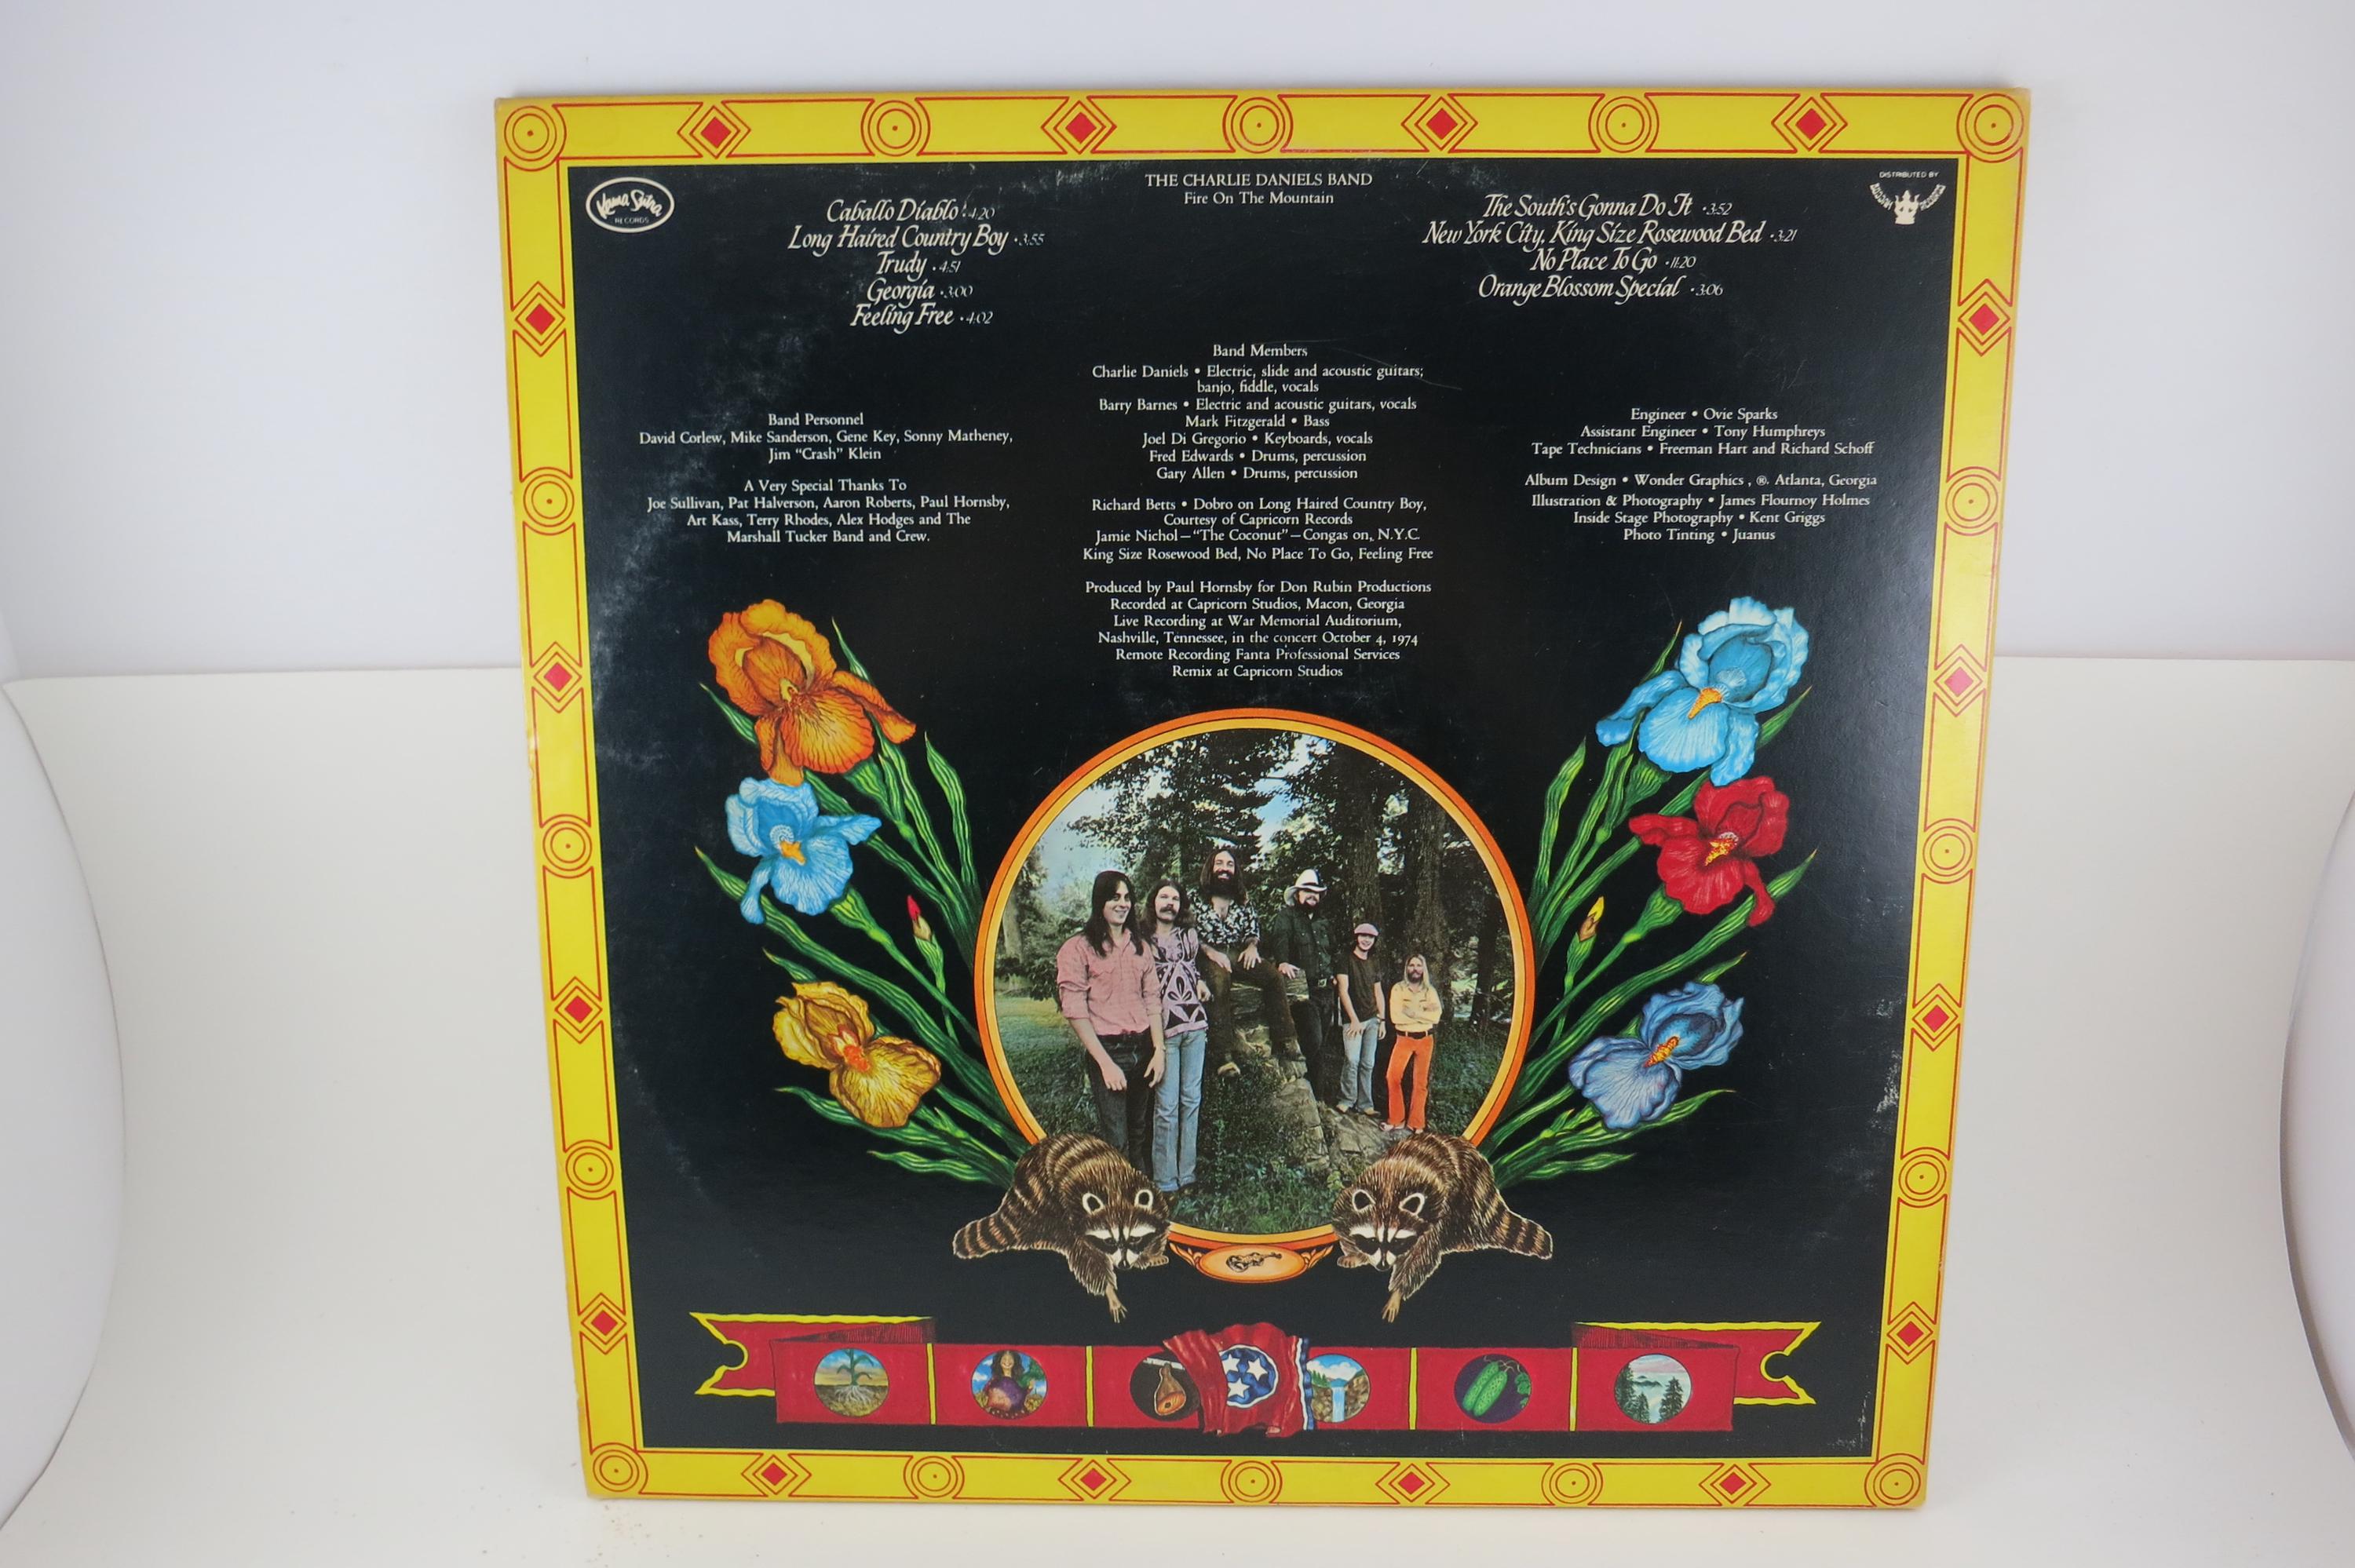 Kama Sutra
RECORDS
THE CHARLIE DANIELS BAND
Fire On The Mountain
DISTRIBUTED BY
Caballo Diablo • 4:20
Long Haired Country Boy • 3:55
Trudy • 4:51
Georgia • 3:00
Feeling Free • 4:02
The South's Gonna Do It • 3:52
New York City, King Size Rosewood Bed • 3:21
No Place To Go • 11:20
Orange Blossom Special • 3:06
Band Members
Charlie Daniels • Electric, slide and acoustic guitars;
banjo, fiddle, vocals
Barry Barnes • Electric and acoustic guitars, vocals
Mark Fitzgerald • Bass
Joel Di Gregorio • Keyboards, vocals
Fred Edwards • Drums, percussion
Gary Allen • Drums, percussion
Richard Betts • Dobro on Long Haired Country Boy,
Courtesy of Capricorn Records
Jamie Nichol — "The Coconut" — Congas on, N.Y.C.
King Size Rosewood Bed, No Place To Go, Feeling Free
Produced by Paul Hornsby for Don Rubin Productions
Recorded at Capricorn Studios, Macon, Georgia
Live Recording at War Memorial Auditorium,
Nashville, Tennessee, in the concert October 4, 1974
Remote Recording Fanta Professional Services
Remix at Capricorn Studios
Band Personnel
David Corlew, Mike Sanderson, Gene Key, Sonny Matheney,
Jim "Crash" Klein
A Very Special Thanks To
Joe Sullivan, Pat Halverson, Aaron Roberts, Paul Hornsby,
Art Kass, Terry Rhodes, Alex Hodges and The
Marshall Tucker Band and Crew.
Engineer • Ovie Sparks
Assistant Engineer • Tony Humphreys
Tape Technicians • Freeman Hart and Richard Schoff
Album Design • Wonder Graphics, ®. Atlanta, Georgia
Illustration & Photography • James Flournoy Holmes
Inside Stage Photography • Kent Griggs
Photo Tinting • Juanus